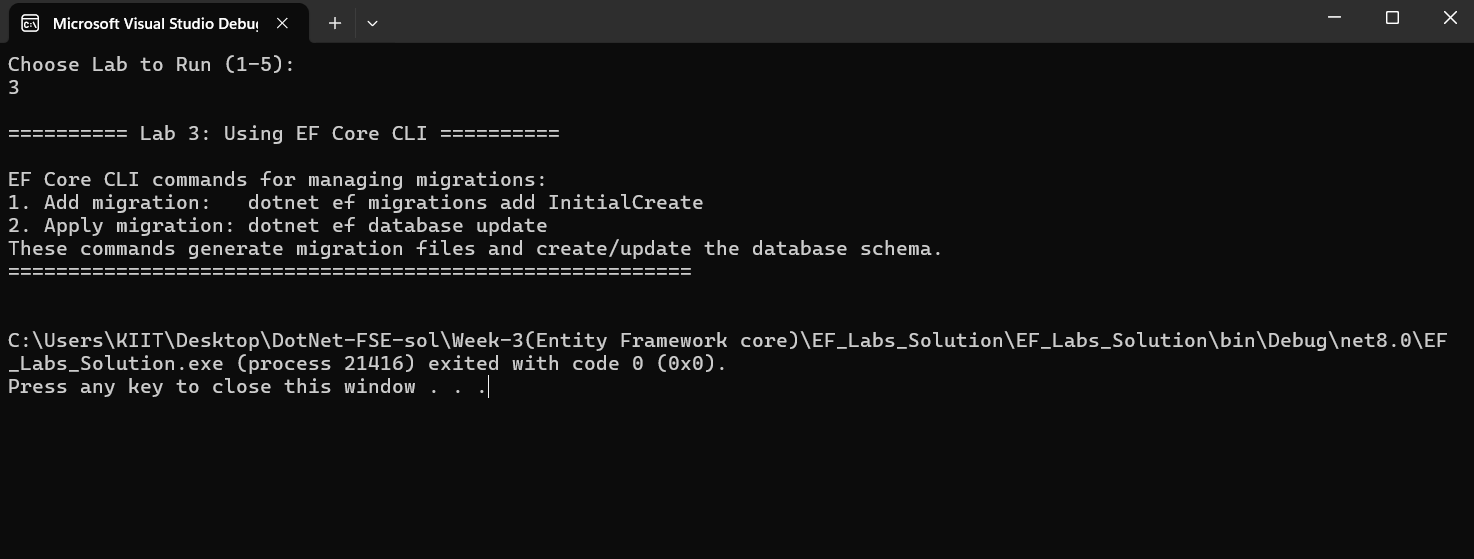 Microsoft Visual Studio Debug
Choose Lab to Run (1-5):
3
========== Lab 3: Using EF Core CLI ==========
EF Core CLI commands for managing migrations:
1. Add migration:   dotnet ef migrations add InitialCreate
2. Apply migration: dotnet ef database update
These commands generate migration files and create/update the database schema.
=========================================================
C:\Users\KIIT\Desktop\DotNet-FSE-sol\Week-3(Entity Framework core)\EF_Labs_Solution\EF_Labs_Solution\bin\Debug\net8.0\EF
_Labs_Solution.exe (process 21416) exited with code 0 (0x0).
Press any key to close this window . . .